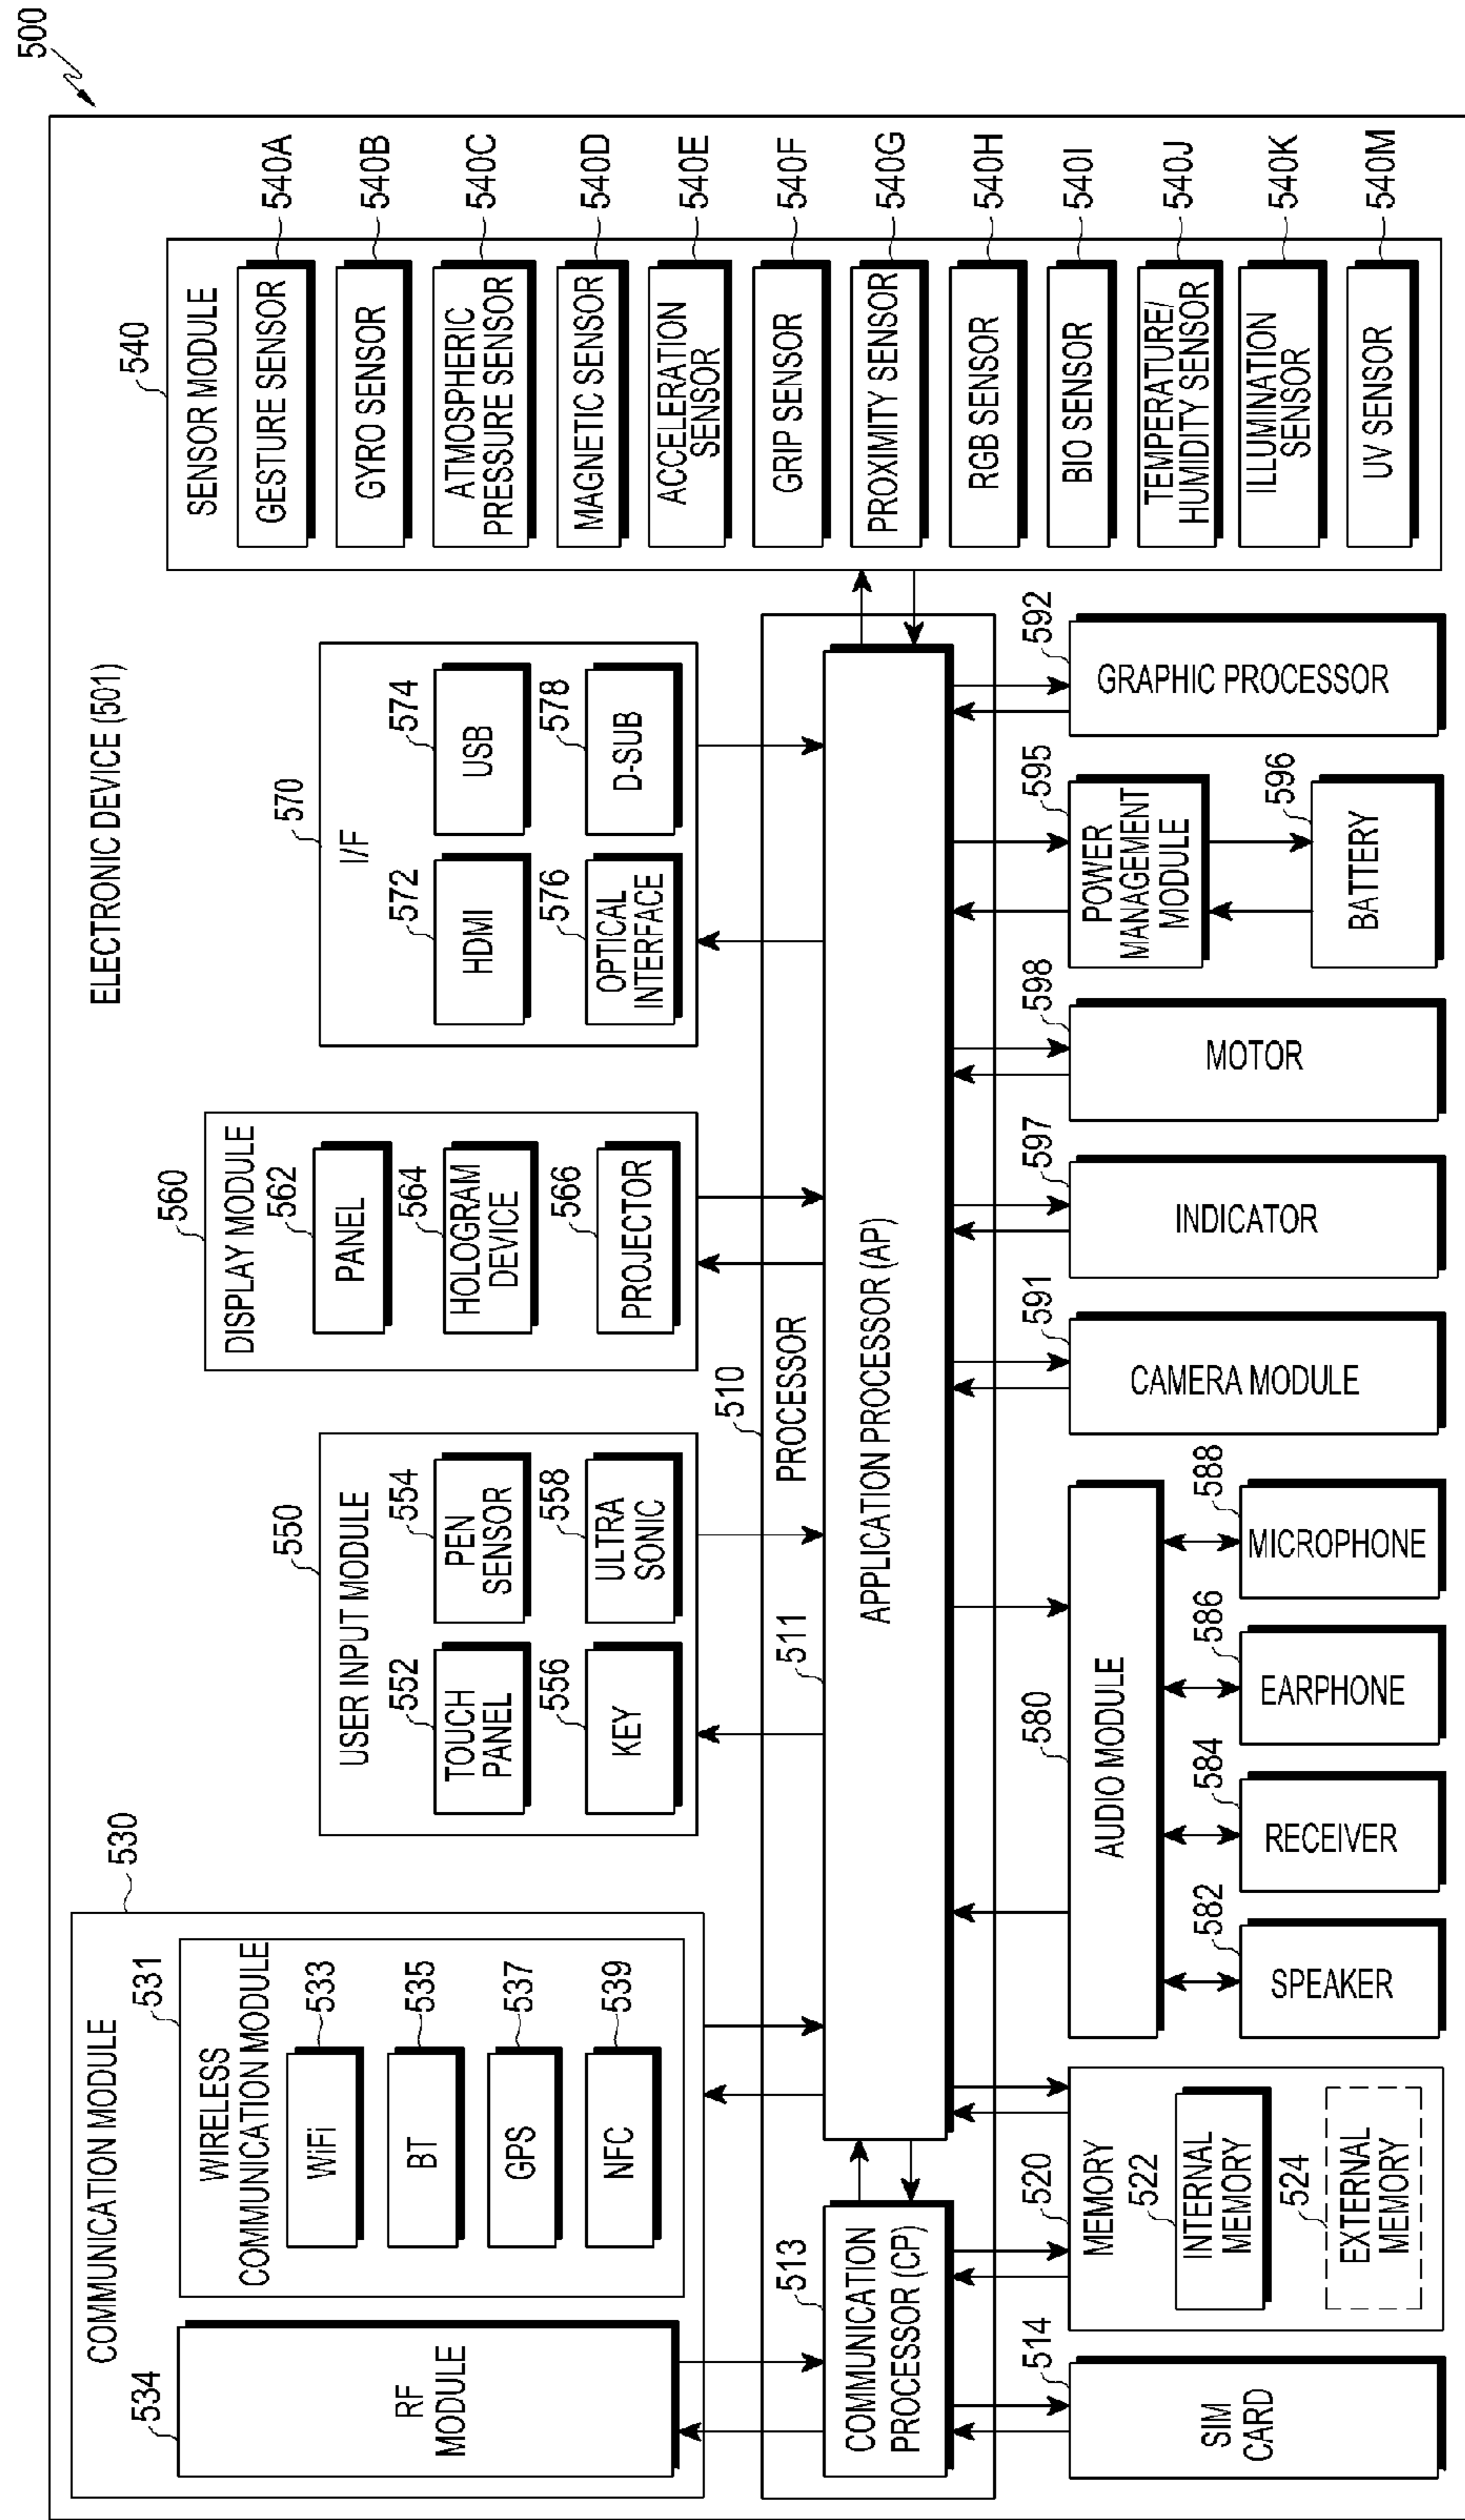 500
ELECTRONIC DEVICE (501)
COMMUNICATION MODULE
530
534
RF
MODULE
531
WIRELESS
COMMUNICATION MODULE
WiFi
533
BT
535
GPS
537
NFC
539
550
USER INPUT MODULE
552
TOUCH
PANEL
554
PEN
SENSOR
556
KEY
558
ULTRA
SONIC
560
DISPLAY MODULE
562
PANEL
564
HOLOGRAM
DEVICE
566
PROJECTOR
570
I/F
572
HDMI
574
USB
576
OPTICAL
INTERFACE
578
D-SUB
540
SENSOR MODULE
GESTURE SENSOR
540A
GYRO SENSOR
540B
ATMOSPHERIC
PRESSURE SENSOR
540C
MAGNETIC SENSOR
540D
ACCELERATION
SENSOR
540E
GRIP SENSOR
540F
PROXIMITY SENSOR
540G
RGB SENSOR
540H
BIO SENSOR
540I
TEMPERATURE/
HUMIDITY SENSOR
540J
ILLUMINATION
SENSOR
540K
UV SENSOR
540M
510
PROCESSOR
513
COMMUNICATION
PROCESSOR (CP)
511
APPLICATION PROCESSOR (AP)
514
SIM
CARD
520
MEMORY
522
INTERNAL
MEMORY
524
EXTERNAL
MEMORY
580
AUDIO MODULE
582
SPEAKER
584
RECEIVER
586
EARPHONE
588
MICROPHONE
591
CAMERA MODULE
597
INDICATOR
598
MOTOR
595
POWER
MANAGEMENT
MODULE
596
BATTERY
592
GRAPHIC PROCESSOR